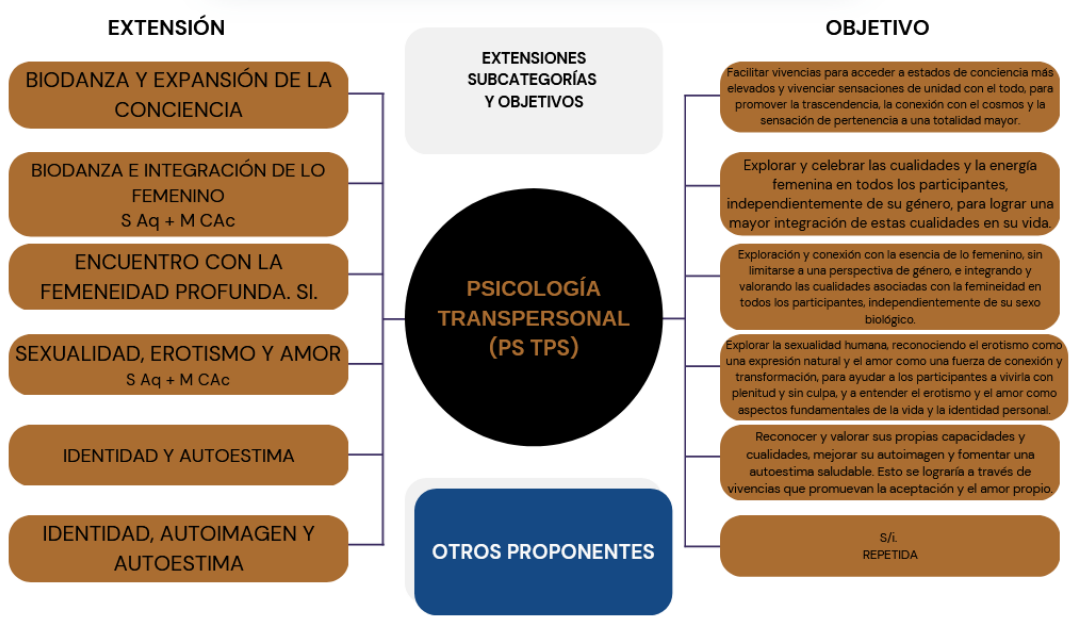 EXTENSIÓN
BIODANZA Y EXPANSIÓN DE LA
CONCIENCIA
BIODANZA E INTEGRACIÓN DE LO
FEMENINO
S Aq + M CAc
ENCUENTRO CON LA
FEMENEIDAD PROFUNDA. SI.
SEXUALIDAD, EROTISMO Y AMOR
S Aq + M CAc
IDENTIDAD Y AUTOESTIMA
IDENTIDAD, AUTOIMAGEN Y
AUTOESTIMA
EXTENSIONES
SUBCATEGORÍAS
Y OBJETIVOS
PSICOLOGÍA
TRANSPERSONAL
(PS TPS)
OTROS PROPONENTES
OBJETIVO
Facilitar vivencias para acceder a estados de conciencia más
elevados y vivenciar sensaciones de unidad con el todo, para
promover la trascendencia, la conexión con el cosmos y la
sensación de pertenencia a una totalidad mayor.
Explorar y celebrar las cualidades y la energía
femenina en todos los participantes,
independientemente de su género, para lograr una
mayor integración de estas cualidades en su vida.
Exploración y conexión con la esencia de lo femenino, sin
limitarse a una perspectiva de género, e integrando y
valorando las cualidades asociadas con la femineidad en
todos los participantes, independientemente de su sexo
biológico.
Explorar la sexualidad humana, reconociendo el erotismo como
una expresión natural y el amor como una fuerza de conexión y
transformación, para ayudar a los participantes a vivirla con
plenitud y sin culpa, y a entender el erotismo y el amor como
aspectos fundamentales de la vida y la identidad personal.
Reconocer y valorar sus propias capacidades y
cualidades, mejorar su autoimagen y fomentar una
autoestima saludable. Esto se lograría a través de
vivencias que promuevan la aceptación y el amor propio.
S/i.
REPETIDA